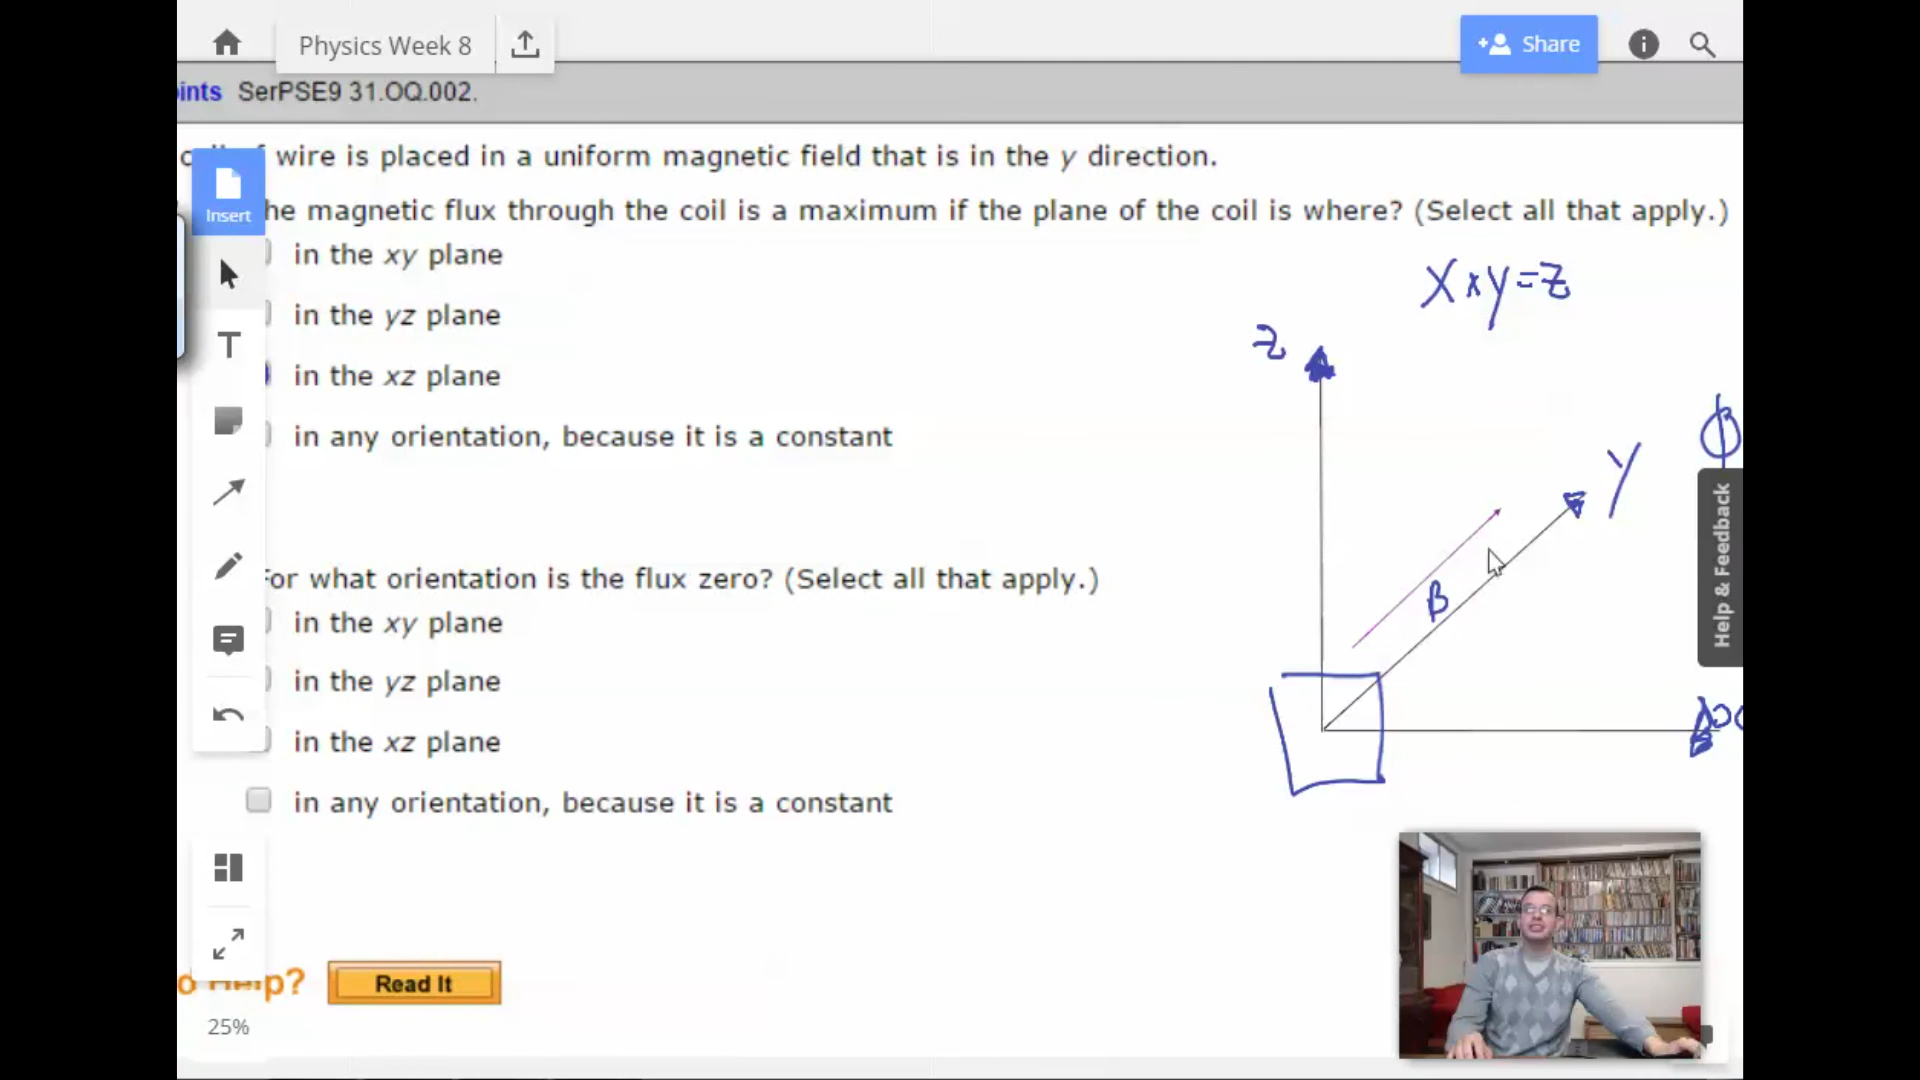 Physics Week 8
Share
ints SerPSE9 31.OQ.002.
wire is placed in a uniform magnetic field that is in the y direction.
Insert
he magnetic flux through the coil is a maximum if the plane of the coil is where? (Select all that apply.)
in the xy plane
X×Y=Z
in the yz plane
Z
in the xz plane
T
in any orientation, because it is a constant
Y
Help & Feedback
For what orientation is the flux zero? (Select all that apply.)
B
in the xy plane
in the yz plane
in the xz plane
in any orientation, because it is a constant
Help?
Read It
25%